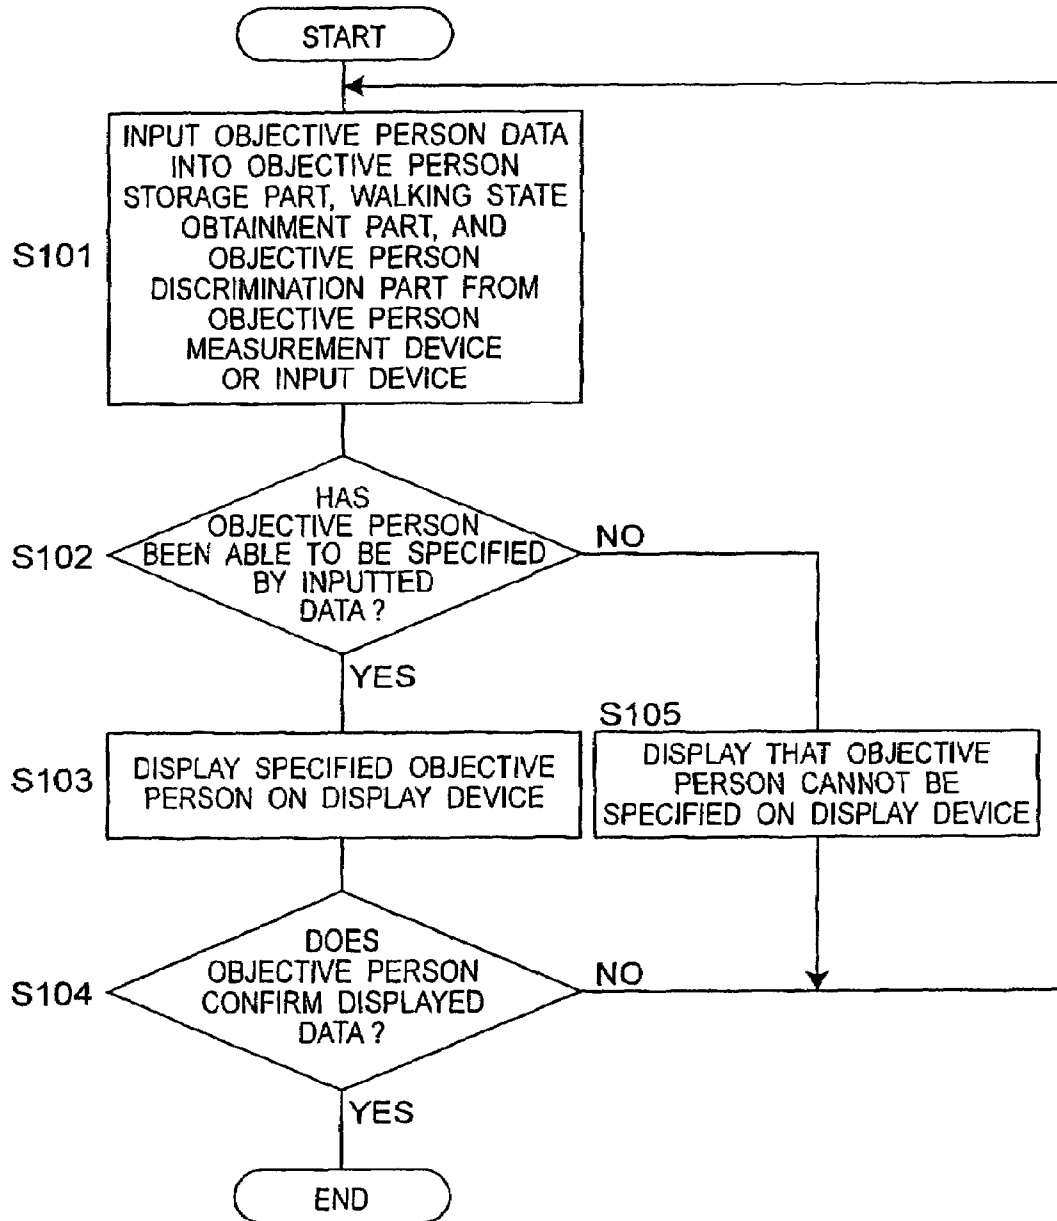 START
INPUT OBJECTIVE PERSON DATA
INTO OBJECTIVE PERSON
STORAGE PART, WALKING STATE
OBTAINMENT PART, AND
OBJECTIVE PERSON
DISCRIMINATION PART FROM
OBJECTIVE PERSON
MEASUREMENT DEVICE
OR INPUT DEVICE
S101
HAS
OBJECTIVE PERSON
BEEN ABLE TO BE SPECIFIED
BY INPUTTED
DATA?
S102
NO
YES
S103
DISPLAY SPECIFIED OBJECTIVE
PERSON ON DISPLAY DEVICE
S105
DISPLAY THAT OBJECTIVE
PERSON CANNOT BE
SPECIFIED ON DISPLAY DEVICE
S104
DOES
OBJECTIVE PERSON
CONFIRM DISPLAYED
DATA?
NO
YES
END